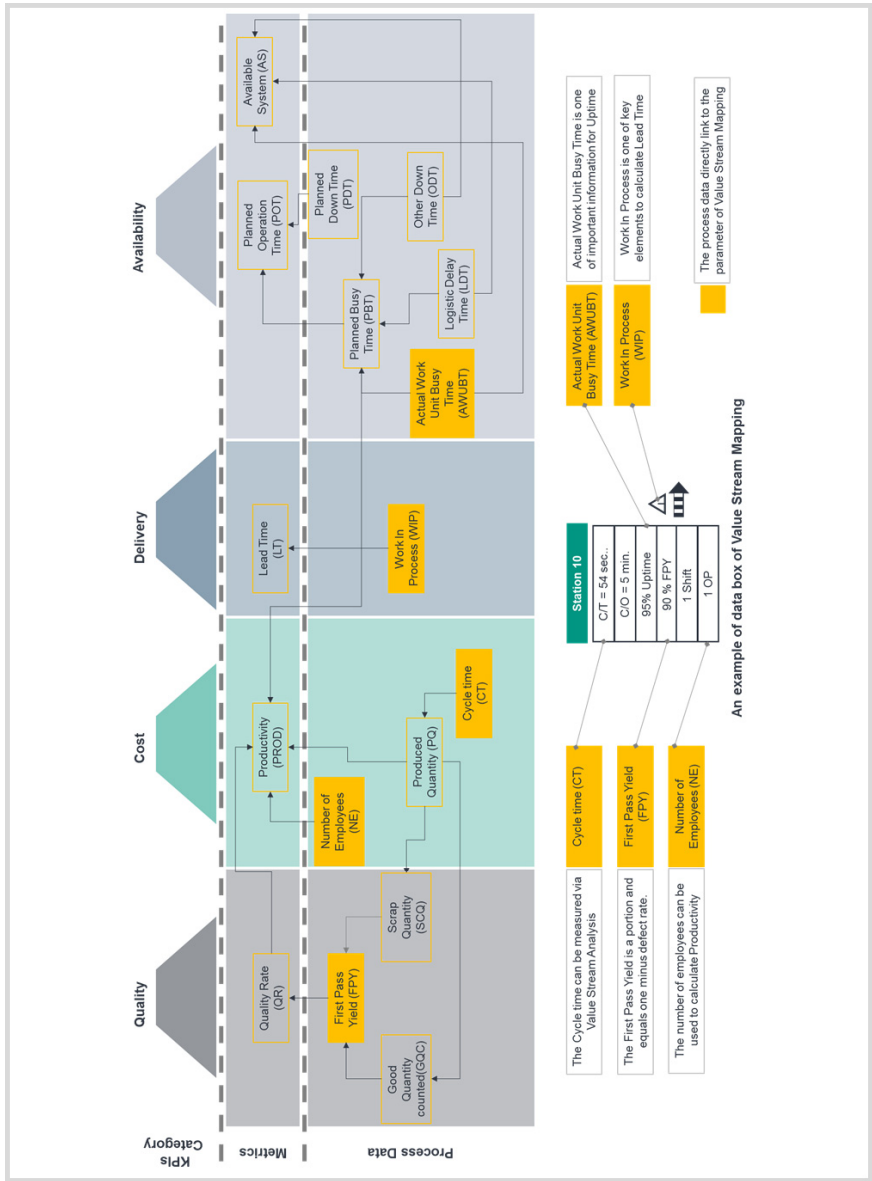 KPIs
Category
Quality
Cost
Delivery
Availability
Metrics
Quality Rate
(QR)
Productivity
(PROD)
Lead Time
(LT)
Planned
Operation
Time (POT)
Available
System (AS)
Process Data
Good
Quantity
counted(GQC)
First Pass
Yield (FPY)
Scrap
Quantity
(SCQ)
Number of
Employees
(NE)
Produced
Quantity (PQ)
Cycle time
(CT)
Work In
Process (WIP)
Actual Work
Unit Busy
Time
(AWUBT)
Planned Busy
Time (PBT)
Logistic Delay
Time (LDT)
Planned
Down Time
(PDT)
Other Down
Time (ODT)
The Cycle time can be measured via
Value Stream Analysis
Cycle time (CT)
The First Pass Yield is a portion and
equals one minus defect rate.
First Pass Yield
(FPY)
The number of employees can be
used to calculate Productivity
Number of
Employees (NE)
Station 10
C/T = 54 sec..
C/O = 5 min.
95% Uptime
90 % FPY
1 Shift
1 OP
Actual Work Unit
Busy Time (AWUBT)
Actual Work Unit Busy Time is one
of important information for Uptime
Work In Process
(WIP)
Work In Process is one of key
elements to calculate Lead Time
The process data directly link to the
parameter of Value Stream Mapping
An example of data box of Value Stream Mapping